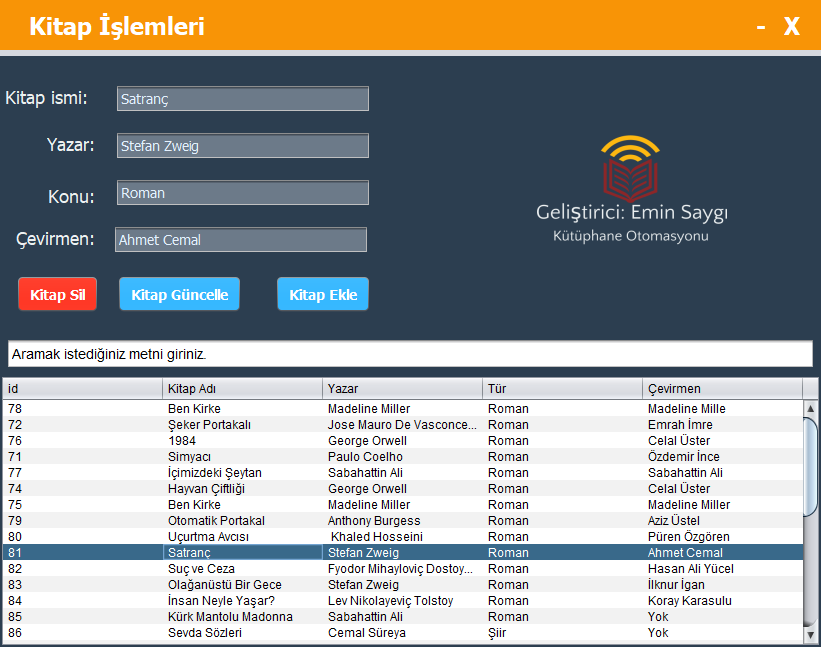 Kitap İşlemleri - X
Kitap ismi: Satranç
Yazar: Stefan Zweig
Konu: Roman
Çevirmen: Ahmet Cemal
Geliştirici: Emin Saygı
Kütüphane Otomasyonu
Kitap Sil Kitap Güncelle Kitap Ekle
Aramak istediğiniz metni giriniz.
id Kitap Adı Yazar Tür Çevirmen
78 Ben Kirke Madeline Miller Roman Madeline Mille
72 Şeker Portakalı Jose Mauro De Vasconce... Roman Emrah İmre
76 1984 George Orwell Roman Celal Üster
71 Simyacı Paulo Coelho Roman Özdemir İnce
77 İçimizdeki Şeytan Sabahattin Ali Roman Sabahattin Ali
74 Hayvan Çiftliği George Orwell Roman Celal Üster
75 Ben Kirke Madeline Miller Roman Madeline Miller
79 Otomatik Portakal Anthony Burgess Roman Aziz Üstel
80 Uçurtma Avcısı Khaled Hosseini Roman Püren Özgören
81 Satranç Stefan Zweig Roman Ahmet Cemal
82 Suç ve Ceza Fyodor Mihayloviç Dostoy... Roman Hasan Ali Yücel
83 Olağanüstü Bir Gece Stefan Zweig Roman İlknur İgan
84 İnsan Neyle Yaşar? Lev Nikolayeviç Tolstoy Roman Koray Karasulu
85 Kürk Mantolu Madonna Sabahattin Ali Roman Yok
86 Sevda Sözleri Cemal Süreya Şiir Yok